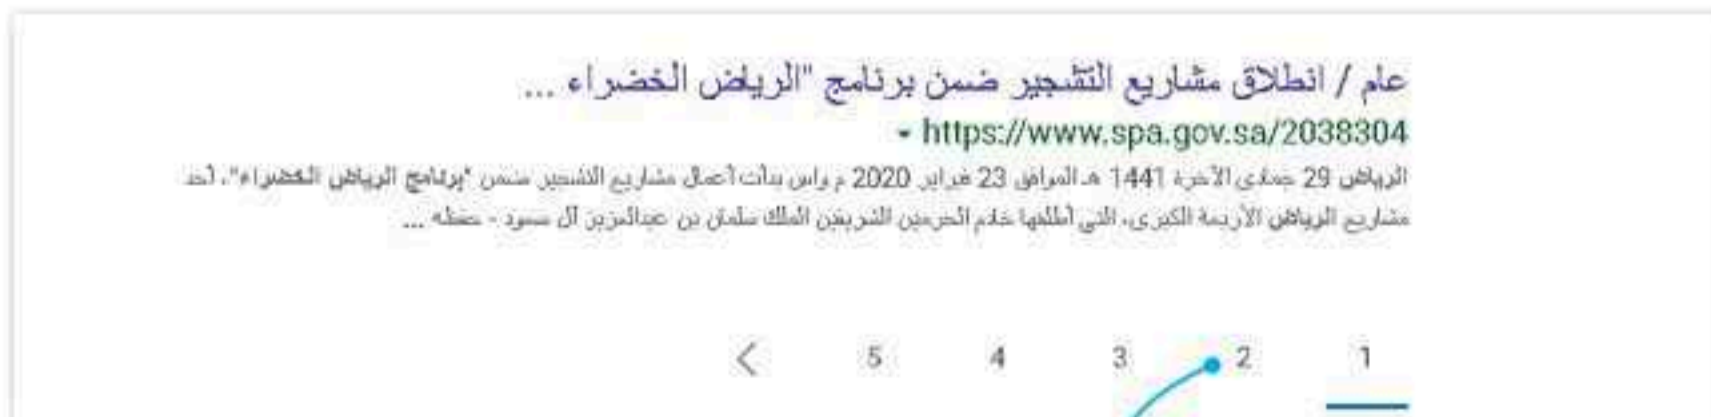 عام / انطلاق مشاريع التشجير ضمن برنامج "الرياض الخضراء ...
https://www.spa.gov.sa/2038304
الرياض 29 جمادى الآخرة 1441 هـ الموافق 23 فبراير 2020 م واس بدأت أعمال مشاريع التشجير ضمن "برنامج الرياض الخضراء"، أحد
مشاريع الرياض الأربعة الكبرى، التي أطلقها خادم الحرمين الشريفين الملك سلمان بن عبدالعزيز آل سعود - حفظه ...
1 2 3 4 5